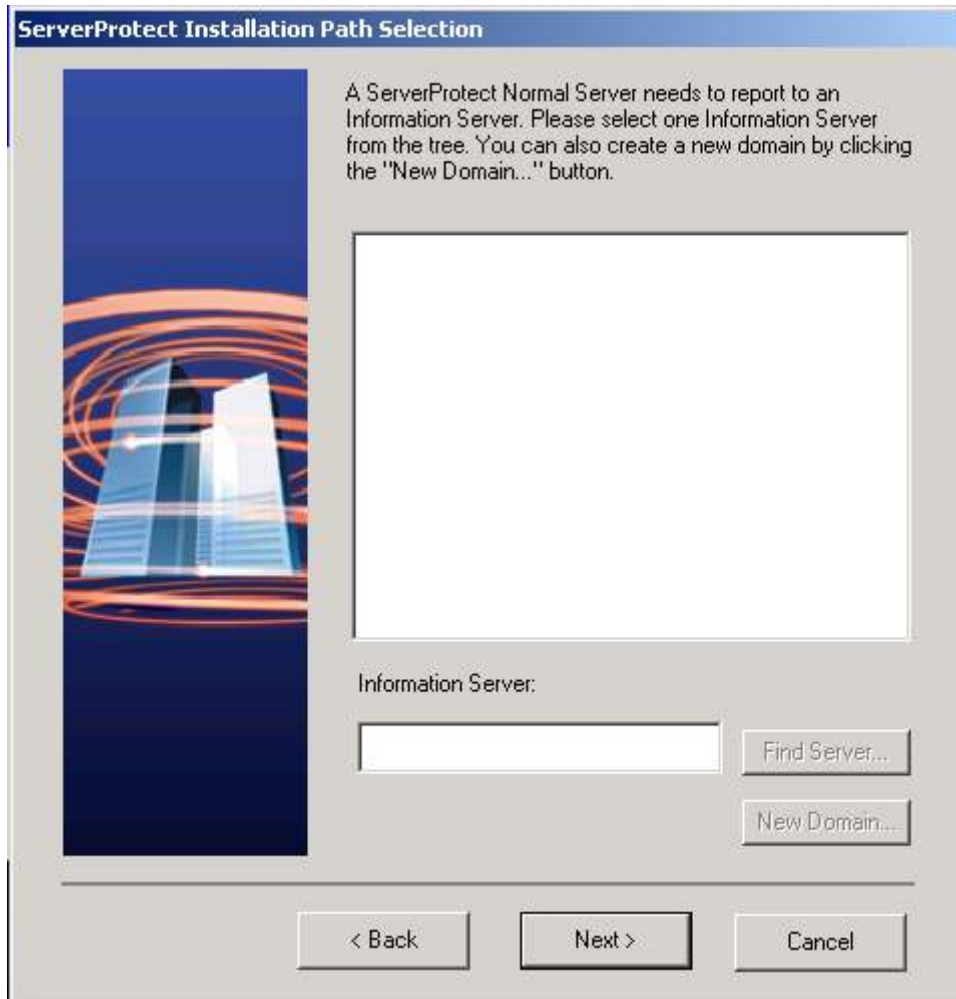 ServerProtect Installation Path Selection
A ServerProtect Normal Server needs to report to an
Information Server. Please select one Information Server
from the tree. You can also create a new domain by clicking
the "New Domain..." button.
Information Server:
Find Server...
New Domain...
< Back
Next >
Cancel